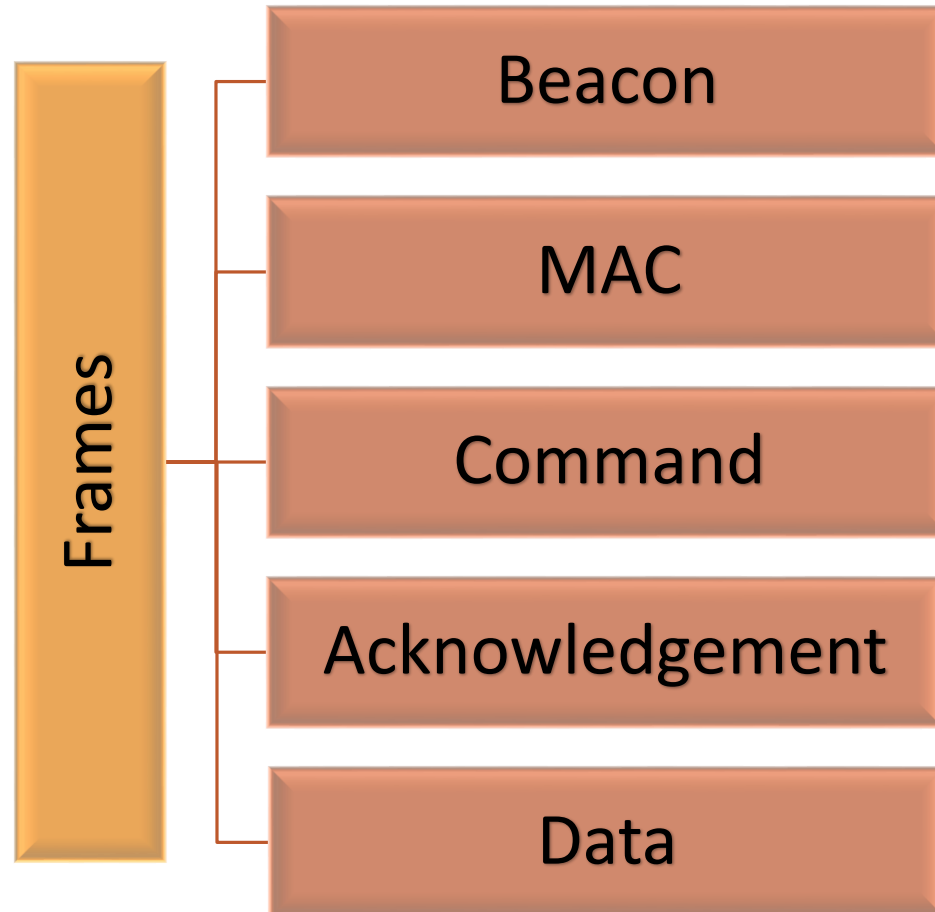 Frames
Beacon
MAC
Command
Acknowledgement
Data